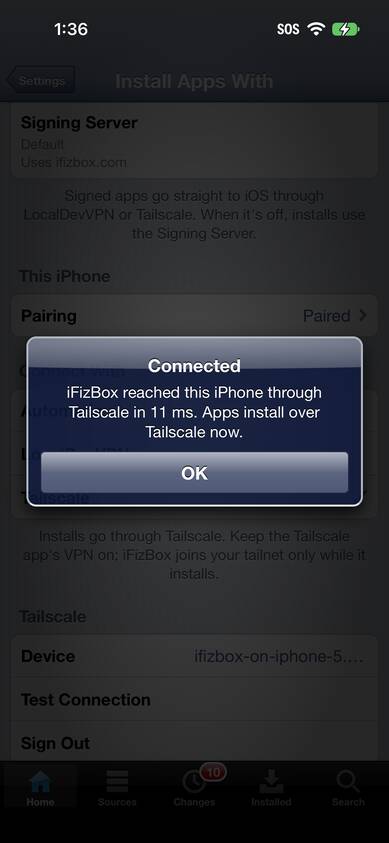 1:36
SOS
Settings
Install Apps With
Signing Server
Default
Uses ifizbox.com
Signed apps go straight to iOS through
LocalDevVPN or Tailscale. When it's off, installs use
the Signing Server.
This iPhone
Pairing
Paired
Connected
iFizBox reached this iPhone through
Tailscale in 11 ms. Apps install over
Tailscale now.
OK
Tailscale
Installs go through Tailscale. Keep the Tailscale
app's VPN on; iFizBox joins your tailnet only while it
installs.
Tailscale
Device
ifizbox-on-iphone-5....
Test Connection
Sign Out
10
Home
Sources
Changes
Installed
Search